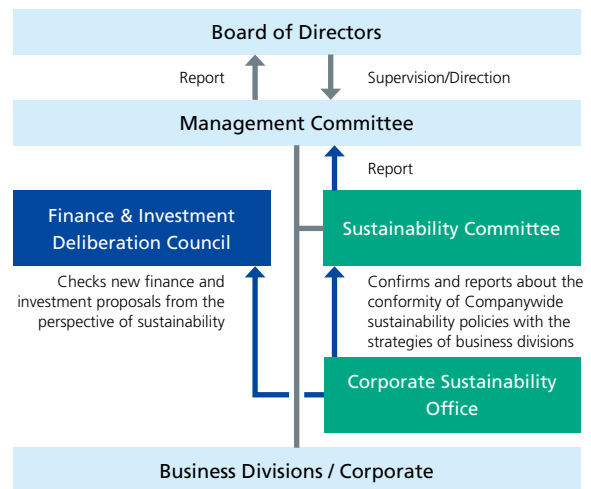 Board of Directors
Report
Supervision/Direction
Management Committee
Report
Finance & Investment
Deliberation Council
Sustainability Committee
Checks new finance and
investment proposals from the
perspective of sustainability
Confirms and reports about the
conformity of Companywide
sustainability policies with the
strategies of business divisions
Corporate Sustainability
Office
Business Divisions / Corporate